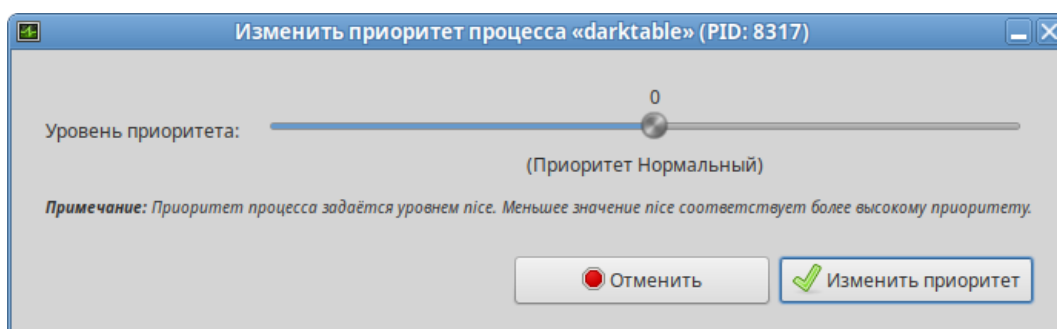 Изменить приоритет процесса «darktable» (PID: 8317)
0
Уровень приоритета:
(Приоритет Нормальный)
Примечание: Приоритет процесса задаётся уровнем nice. Меньшее значение nice соответствует более высокому приоритету.
Отменить
Изменить приоритет